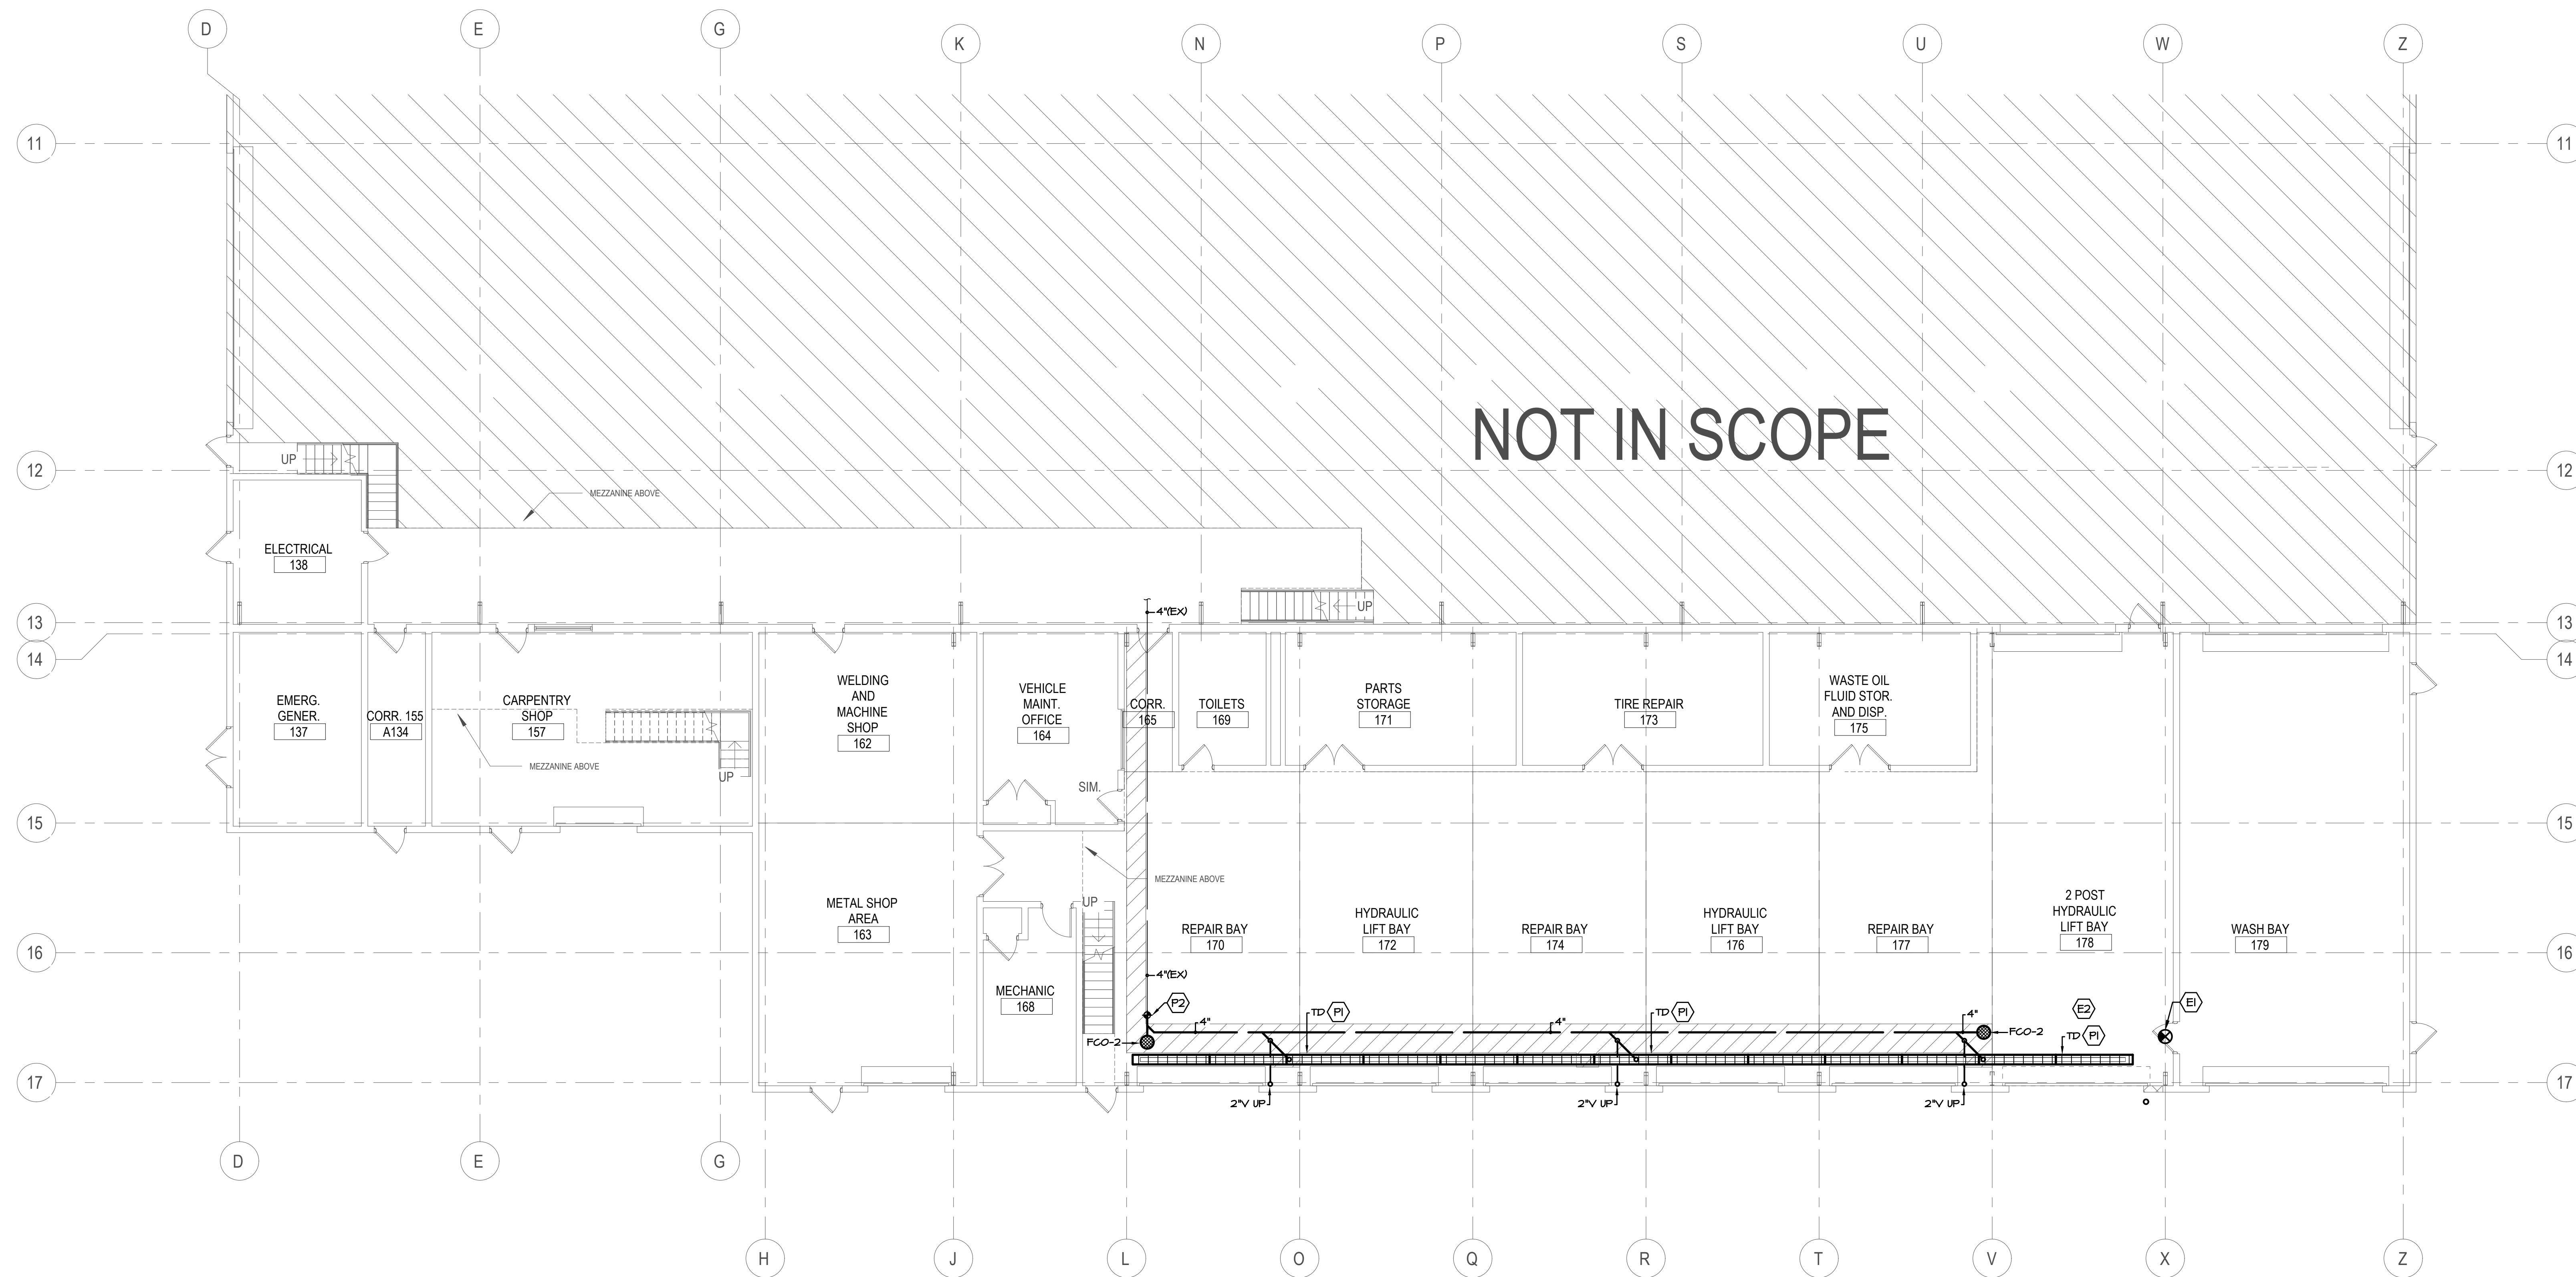 D
E
G
K
N
P
S
U
W
Z
11
11
NOT IN SCOPE
UP
12
12
MEZZANINE ABOVE
ELECTRICAL
138
UP
4"(EX)
13
13
14
14
EMERG.
GENER.
137
CORR. 155
A134
CARPENTRY
SHOP
157
MEZZANINE ABOVE
UP
WELDING
AND
MACHINE
SHOP
162
VEHICLE
MAINT.
OFFICE
164
SIM.
CORR.
165
TOILETS
169
PARTS
STORAGE
171
TIRE REPAIR
173
WASTE OIL
FLUID STOR.
AND DISP.
175
15
15
MEZZANINE ABOVE
METAL SHOP
AREA
163
UP
REPAIR BAY
170
HYDRAULIC
LIFT BAY
172
REPAIR BAY
174
HYDRAULIC
LIFT BAY
176
REPAIR BAY
177
2 POST
HYDRAULIC
LIFT BAY
178
WASH BAY
179
16
16
4"(EX)
MECHANIC
168
P2
4"
TD P1
4"
TD P1
4"
E2
E1
FCO-2
FCO-2
TD P1
17
17
2"V UP
2"V UP
2"V UP
D
E
G
H
J
L
O
Q
R
T
V
X
Z